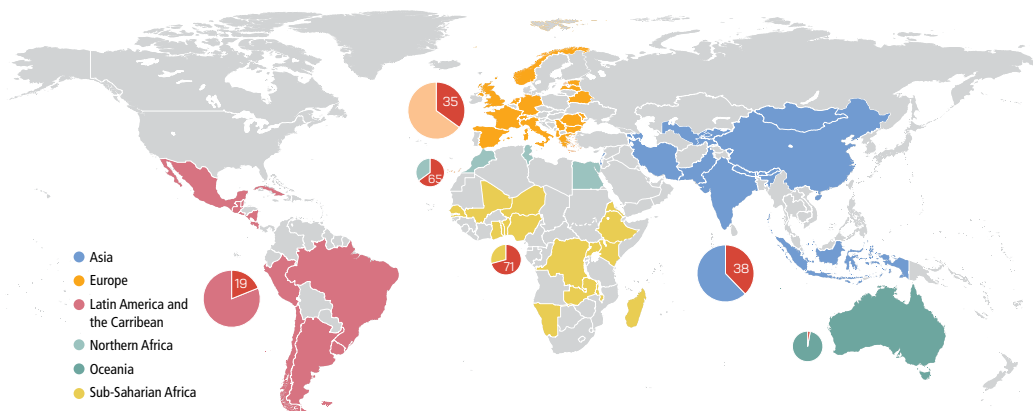 35
65
71
38
19
Asia
Europe
Latin America and
the Carribean
Northern Africa
Oceania
Sub-Saharian Africa